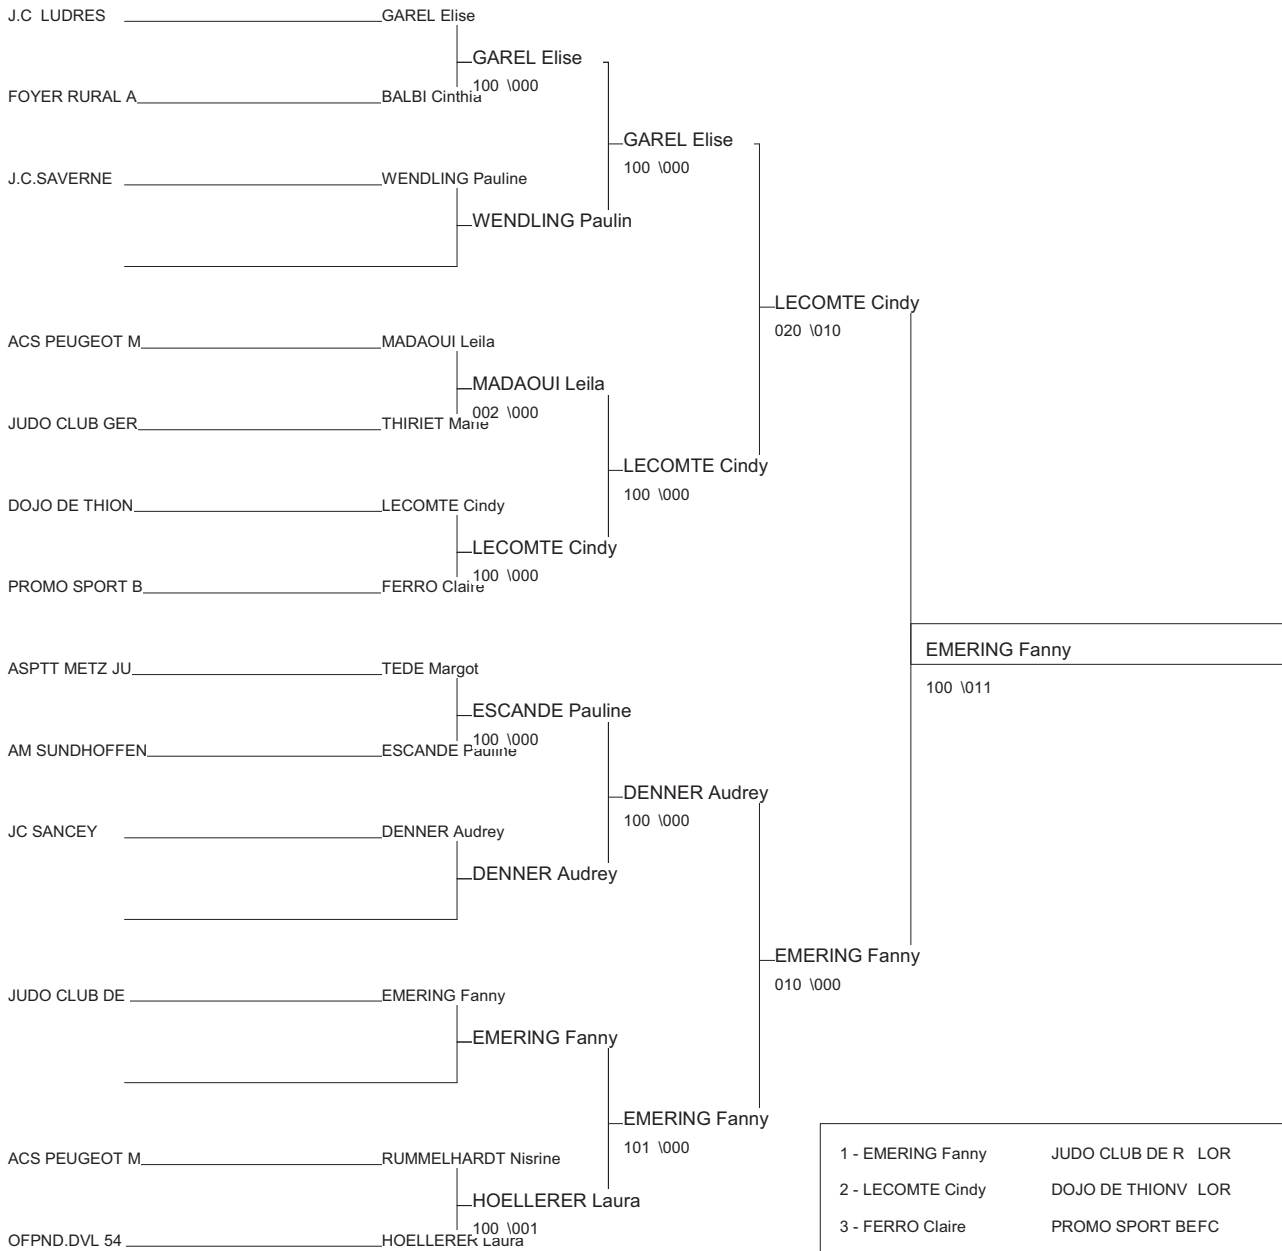 J.C LUDRES GAREL Elise
GAREL Elise
100 \000
FOYER RURAL A BALBI Cinthia
GAREL Elise
100 \000
J.C.SAVERNE WENDLING Pauline
WENDLING Paulin
LECOMTE Cindy
020 \010
ACS PEUGEOT M MADAOUI Leila
MADAOUI Leila
002 \000
JUDO CLUB GER THIRIET Marie
LECOMTE Cindy
100 \000
DOJO DE THION LECOMTE Cindy
LECOMTE Cindy
100 \000
PROMO SPORT B FERRO Claire
EMERING Fanny
100 \011
ASPTT METZ JU TEDE Margot
ESCANDE Pauline
100 \000
AM SUNDHOFFEN ESCANDE Pauline
DENNER Audrey
100 \000
JC SANCEY DENNER Audrey
DENNER Audrey
EMERING Fanny
010 \000
JUDO CLUB DE EMERING Fanny
EMERING Fanny
EMERING Fanny
101 \000
ACS PEUGEOT M RUMMELHARDT Nisrine
HOELLERER Laura
100 \001
OFPND.DVL 54 HOELLERER Laura
1 - EMERING Fanny JUDO CLUB DE R LOR
2 - LECOMTE Cindy DOJO DE THIONV LOR
3 - FERRO Claire PROMO SPORT BEFC